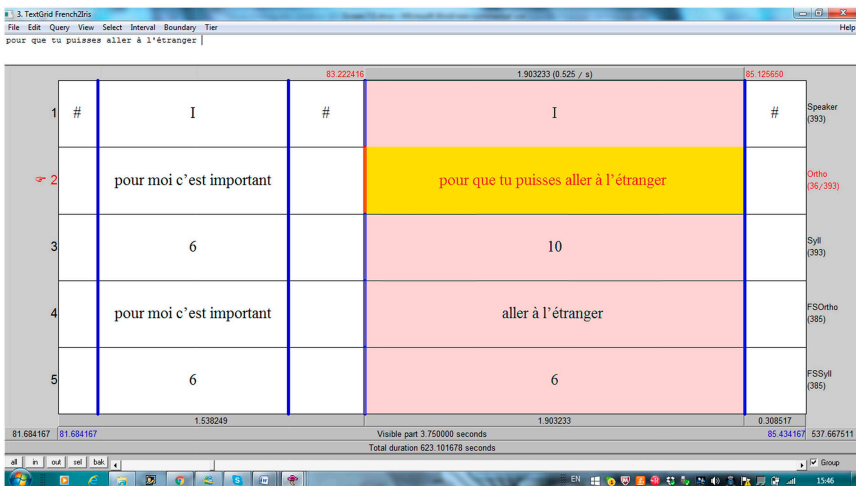 3. TextGrid French2Iris
File Edit Query View Select Interval Boundary Tier Help
pour que tu puisses aller à l'étranger
83.222416 1.903233 (0.525 / s) 85.125650
1 # I # I # Speaker (393)
2 pour moi c’est important pour que tu puisses aller à l’étranger Ortho (36/393)
3 6 10 Syll (393)
4 pour moi c’est important aller à l’étranger FSOrtho (385)
5 6 6 FSSyll (385)
1.538249 1.903233 0.308517
81.684167 81.684167 Visible part 3.750000 seconds 85.434167 537.667511
Total duration 623.101678 seconds
all in out sel bak Group
EN 15:46